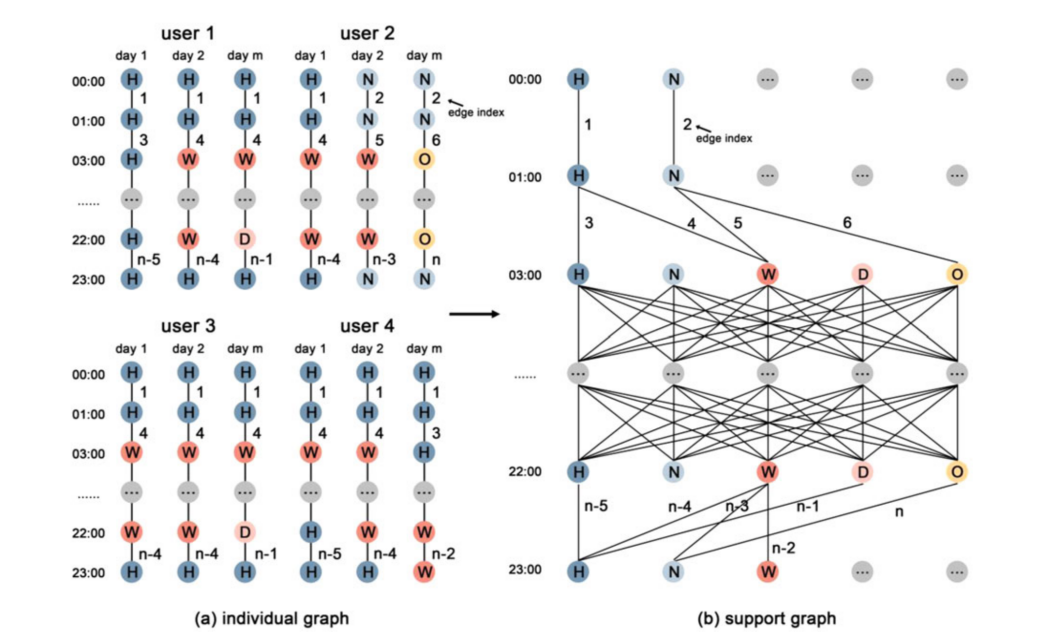 user 1 user 2
day 1 day 2 day m day 1 day 2 day m
00:00 H H H H N N
1 1 1 1 2 2
edge index
01:00 H H H H N N
3 4 4 4 5 6
03:00 H W W W W O
...... ... ... ... ... ... ...
22:00 H W D W W O
n-5 n-4 n-1 n-4 n-3 n
23:00 H H H H N N
user 3 user 4
day 1 day 2 day m day 1 day 2 day m
00:00 H H H H H H
1 1 1 1 1 1
01:00 H H H H H H
4 4 4 4 4 3
03:00 W W W W W H
...... ... ... ... ... ... ...
22:00 W W D H W W
n-4 n-4 n-1 n-5 n-4 n-2
23:00 H H H H H W
(a) individual graph
00:00 H N ... ... ...
1 2
edge index
01:00 H N ... ... ...
3 4 5 6
03:00 H N W D O
...... ... ... ... ... ...
22:00 H N W D O
n-5 n-4 n-3 n-1 n
n-2
23:00 H N W ... ...
(b) support graph